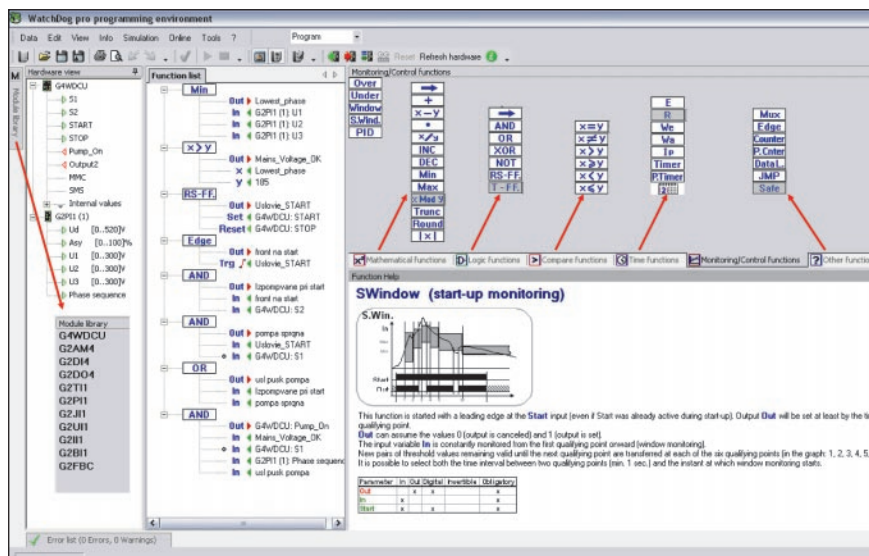 WatchDog pro programming environment
Data Edit View Info Simulation Online Tools ? Program
Reset Refresh hardware
M
Module library
Hardware view
G4WDCU
S1
S2
START
STOP
Pump_On
Output2
MMC
SMS
Internal values
G2PI1 (1)
Ud [0..520]V
Asy [0..100]%
U1 [0..300]V
U2 [0..300]V
U3 [0..300]V
Phase sequence
Module library
G4WDCU
G2AM4
G2DI4
G2DO4
G2TI1
G2PI1
G2JI1
G2UI1
G2II1
G2BI1
G2FBC
Function list
Min
Out Lowest_phase
In G2PI1 (1): U1
In G2PI1 (1): U2
In G2PI1 (1): U3
x>y
Out Mains_Voltage_OK
x Lowest_phase
y 185
RS-FF.
Out Uslovie_START
Set G4WDCU: START
Reset G4WDCU: STOP
Edge
Out front na start
Trg Uslovie_START
AND
Out Izpompvane pri start
In front na start
In G4WDCU: S2
AND
Out pompa sprqna
In Uslovie_START
In G4WDCU: S1
OR
Out usl.pusk pompa
In Izpompvane pri start
In pompa sprqna
AND
Out G4WDCU: Pump_On
In Mains_Voltage_OK
In G4WDCU: S1
In G2PI1 (1): Phase sequenc
In usl.pusk pompa
Monitoring/Control functions
Over
Under
Window
S.Wind.
PID
+
x-y
x/y
INC
DEC
Min
Max
x Mod y
Trunc
Round
|x|
AND
OR
XOR
NOT
RS-FF.
T-FF.
x=y
x≠y
x>y
x≥y
x<y
x≤y
E
R
We
Wa
Ip
Timer
P.Timer
Mux
Edge
Counter
P.Cnter
DataL.
JMP
Safe
Mathematical functions Logic functions Compare functions Time functions Monitoring/Control functions Other function
Function Help
SWindow (start-up monitoring)
S.Win.
In
Start
Out
This function is started with a leading edge at the Start input (even if Start was already active during start-up). Output Out will be set at least by the tim
qualifying point.
Out can assume the values 0 (output is canceled) and 1 (output is set).
The input variable In is constantly monitored from the first qualifying point onward (window monitoring).
New pairs of threshold values remaining valid until the next qualifying point are transferred at each of the six qualifying points (in the graph: 1, 2, 3, 4, 5,
It is possible to select both the time interval between two qualifying points (min. 1 sec.) and the instant at which window monitoring starts.
Parameter In Out Digital Invertible Obligatory
Out x x x
In x x
Start x x
Error list (0 Errors, 0 Warnings)